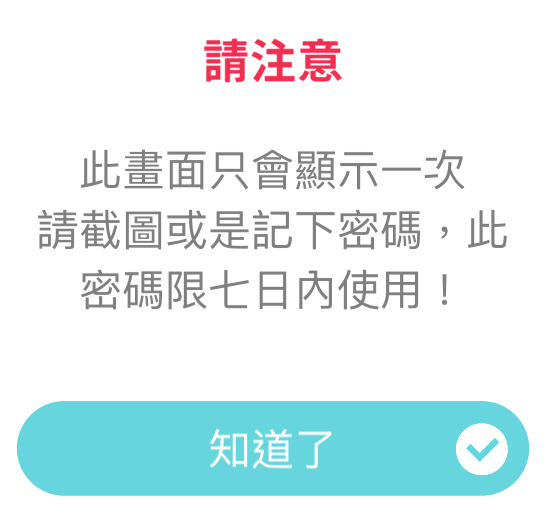 請注意
此畫面只會顯示一次
請截圖或是記下密碼，此
密碼限七日內使用！
知道了